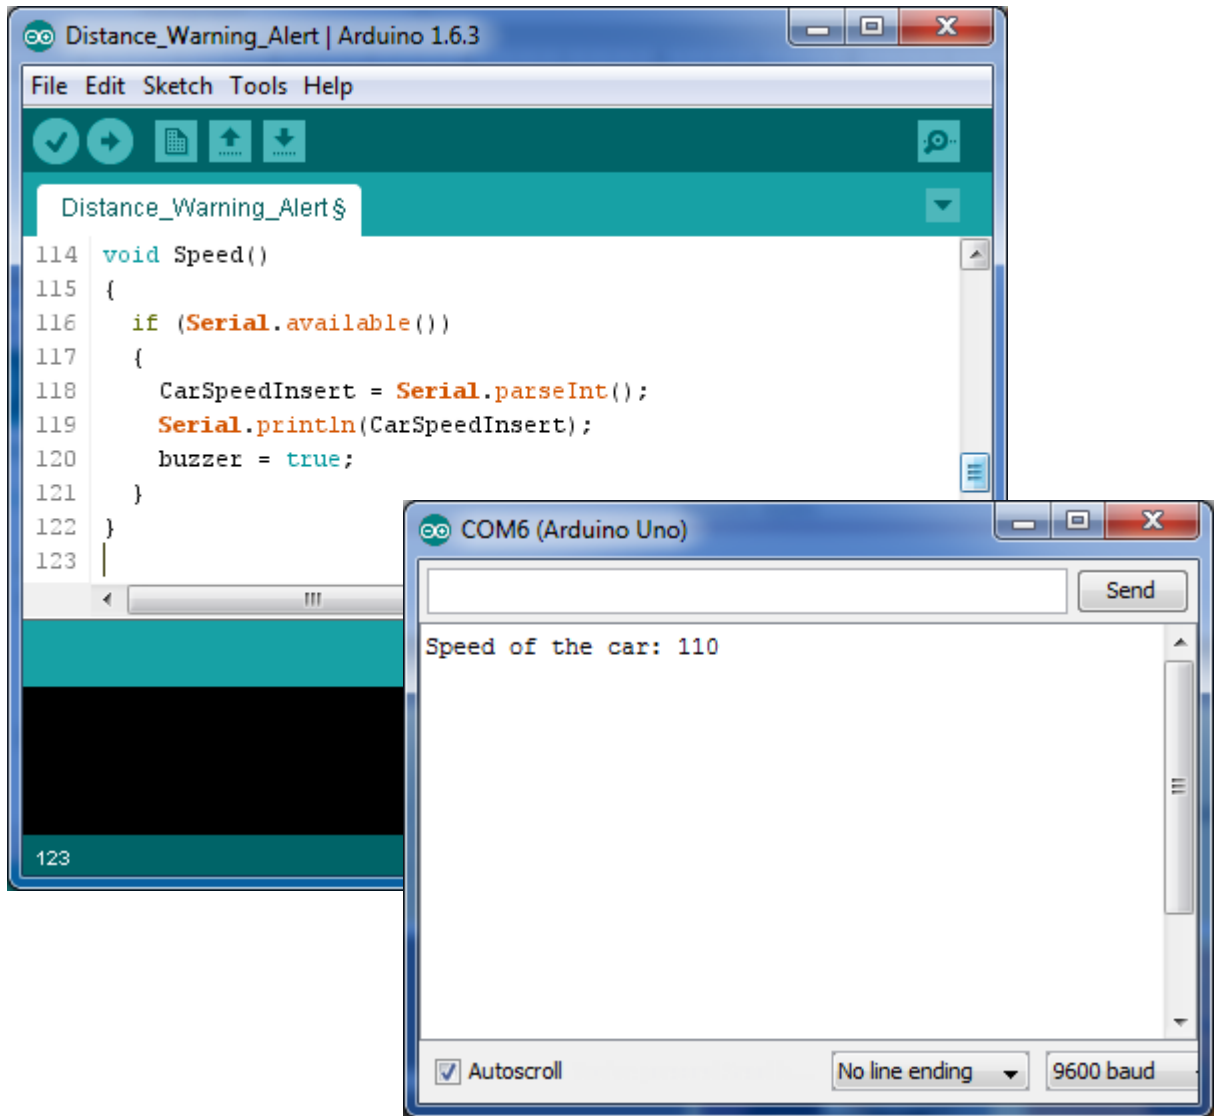 Distance_Warning_Alert | Arduino 1.6.3
File Edit Sketch Tools Help
Distance_Warning_Alert §
114 void Speed()
115 {
116   if (Serial.available())
117   {
118     CarSpeedInsert = Serial.parseInt();
119     Serial.println(CarSpeedInsert);
120     buzzer = true;
121   }
122 }
123
123
COM6 (Arduino Uno)
Send
Speed of the car: 110
Autoscroll No line ending 9600 baud